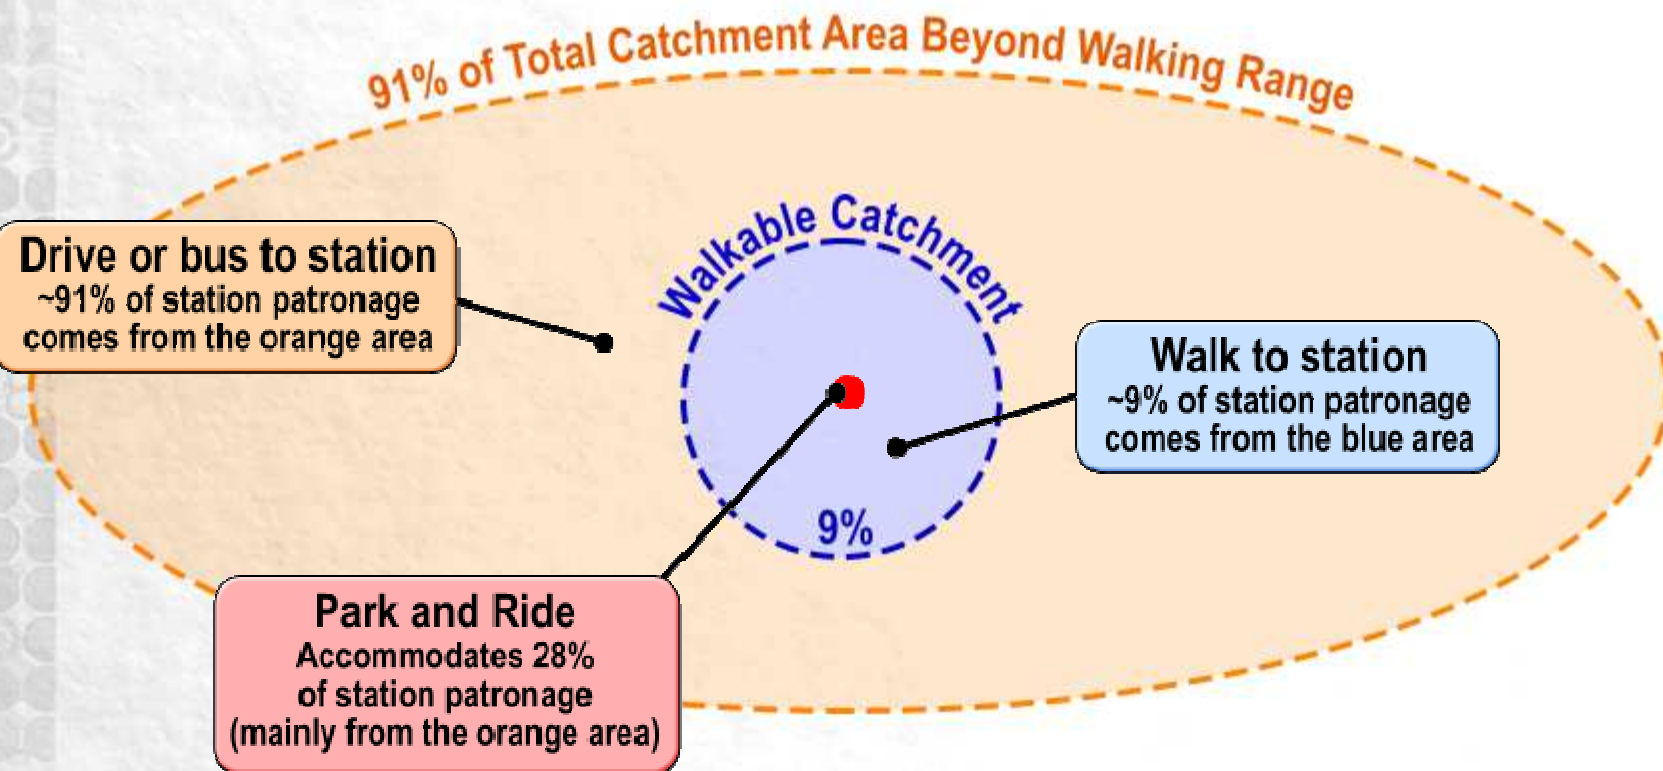 91% of Total Catchment Area Beyond Walking Range
Walkable Catchment
Drive or bus to station
~91% of station patronage
comes from the orange area
Walk to station
~9% of station patronage
comes from the blue area
9%
Park and Ride
Accommodates 28%
of station patronage
(mainly from the orange area)